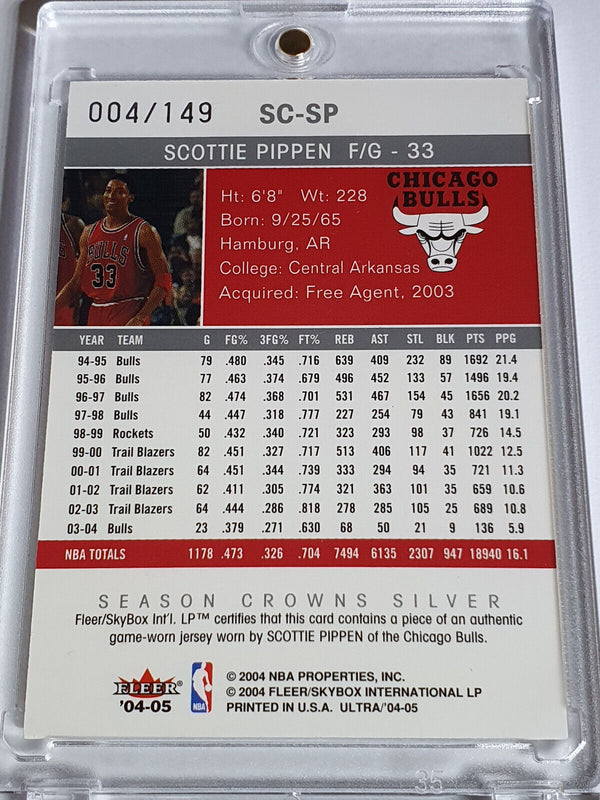 004/149 SC-SP
SCOTTIE PIPPEN F/G - 33
Ht: 6'8" Wt: 228
Born: 9/25/65
Hamburg, AR
College: Central Arkansas
Acquired: Free Agent, 2003
CHICAGO
BULLS
BULLS
33
YEAR TEAM G FG% 3FG% FT% REB AST STL BLK PTS PPG
94-95 Bulls 79 .480 .345 .716 639 409 232 89 1692 21.4
95-96 Bulls 77 .463 .374 .679 496 452 133 57 1496 19.4
96-97 Bulls 82 .474 .368 .701 531 467 154 45 1656 20.2
97-98 Bulls 44 .447 .318 .777 227 254 79 43 841 19.1
98-99 Rockets 50 .432 .340 .721 323 293 98 37 726 14.5
99-00 Trail Blazers 82 .451 .327 .717 513 406 117 41 1022 12.5
00-01 Trail Blazers 64 .451 .344 .739 333 294 94 35 721 11.3
01-02 Trail Blazers 62 .411 .305 .774 321 363 101 35 659 10.6
02-03 Trail Blazers 64 .444 .286 .818 278 285 105 25 689 10.8
03-04 Bulls 23 .379 .271 .630 68 50 21 9 136 5.9
NBA TOTALS 1178 .473 .326 .704 7494 6135 2307 947 18940 16.1
SEASON CROWNS SILVER
Fleer/SkyBox Int'l. LP™ certifies that this card contains a piece of an authentic
game-worn jersey worn by SCOTTIE PIPPEN of the Chicago Bulls.
FLEER®
'04-05
NBA
© 2004 NBA PROPERTIES, INC.
© 2004 FLEER/SKYBOX INTERNATIONAL LP
PRINTED IN U.S.A. ULTRA/'04-05
35